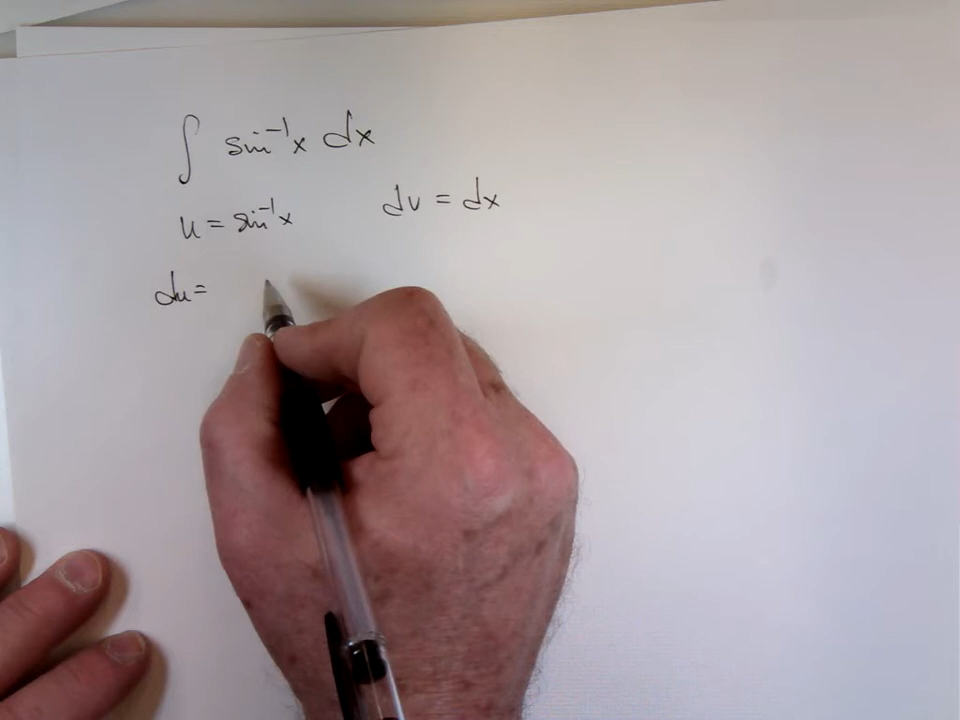 ∫ sin⁻¹x dx
u = sin⁻¹x dv = dx
du =